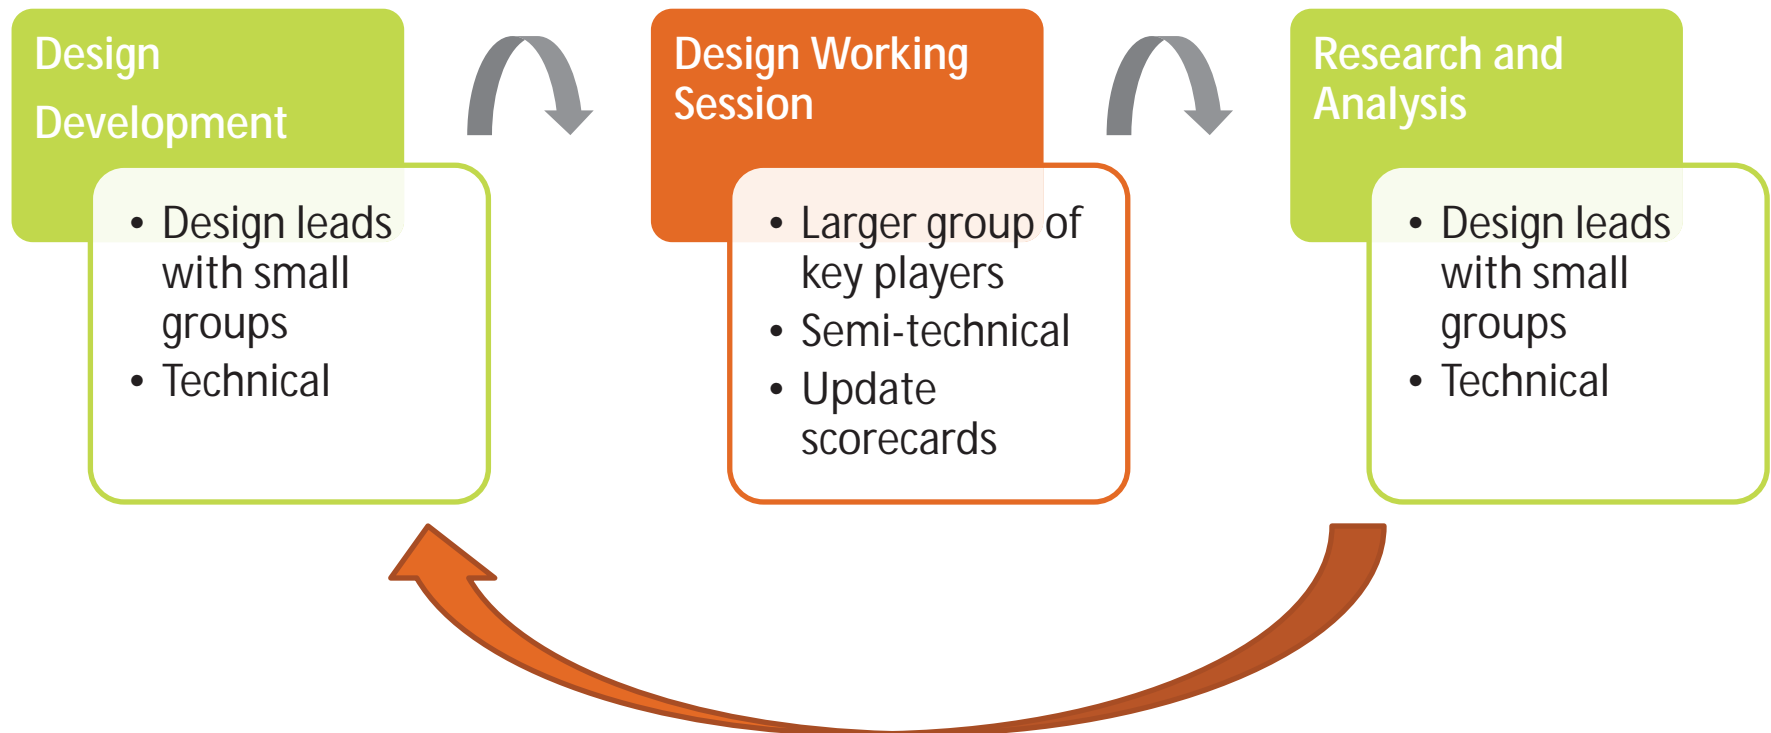 Design
Development
• Design leads
with small
groups
• Technical
Design Working
Session
• Larger group of
key players
• Semi-technical
• Update
scorecards
Research and
Analysis
• Design leads
with small
groups
• Technical